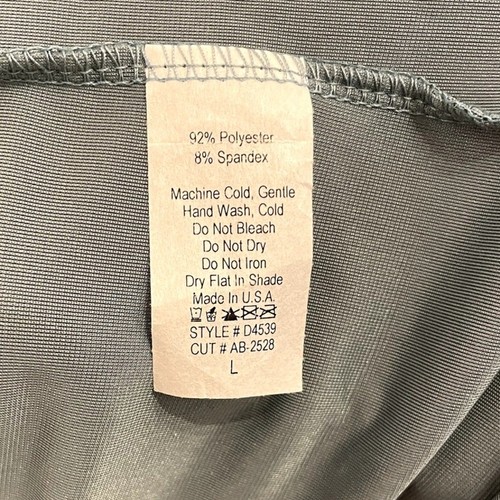 92% Polyester
8% Spandex
Machine Cold, Gentle
Hand Wash, Cold
Do Not Bleach
Do Not Dry
Do Not Iron
Dry Flat In Shade
Made In U.S.A.
STYLE # D4539
CUT # AB-2528
L